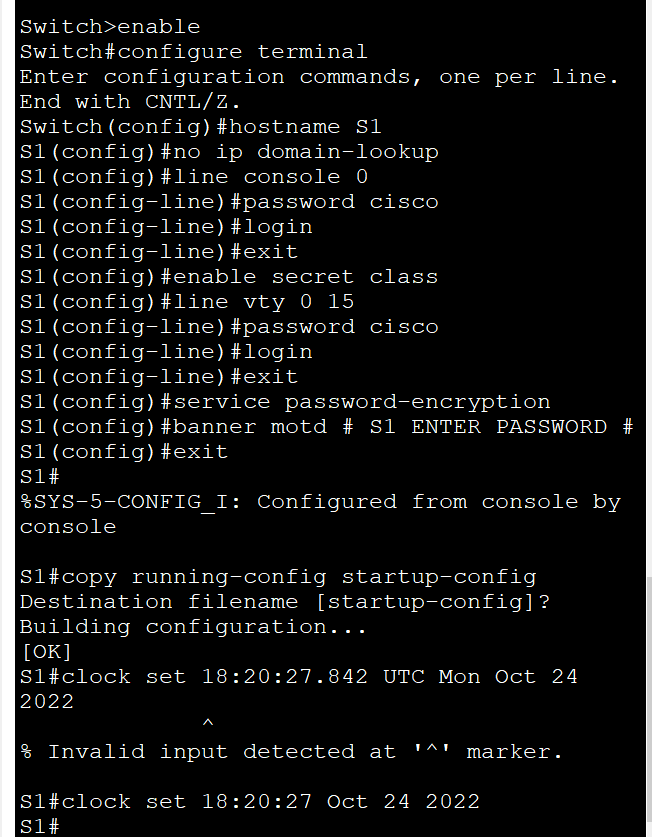 Switch>enable
Switch#configure terminal
Enter configuration commands, one per line.
End with CNTL/Z.
Switch(config)#hostname S1
S1(config)#no ip domain-lookup
S1(config)#line console 0
S1(config-line)#password cisco
S1(config-line)#login
S1(config-line)#exit
S1(config)#enable secret class
S1(config)#line vty 0 15
S1(config-line)#password cisco
S1(config-line)#login
S1(config-line)#exit
S1(config)#service password-encryption
S1(config)#banner motd # S1 ENTER PASSWORD #
S1(config)#exit
S1#
%SYS-5-CONFIG_I: Configured from console by
console
S1#copy running-config startup-config
Destination filename [startup-config]?
Building configuration...
[OK]
S1#clock set 18:20:27.842 UTC Mon Oct 24
2022
^
% Invalid input detected at '^' marker.
S1#clock set 18:20:27 Oct 24 2022
S1#